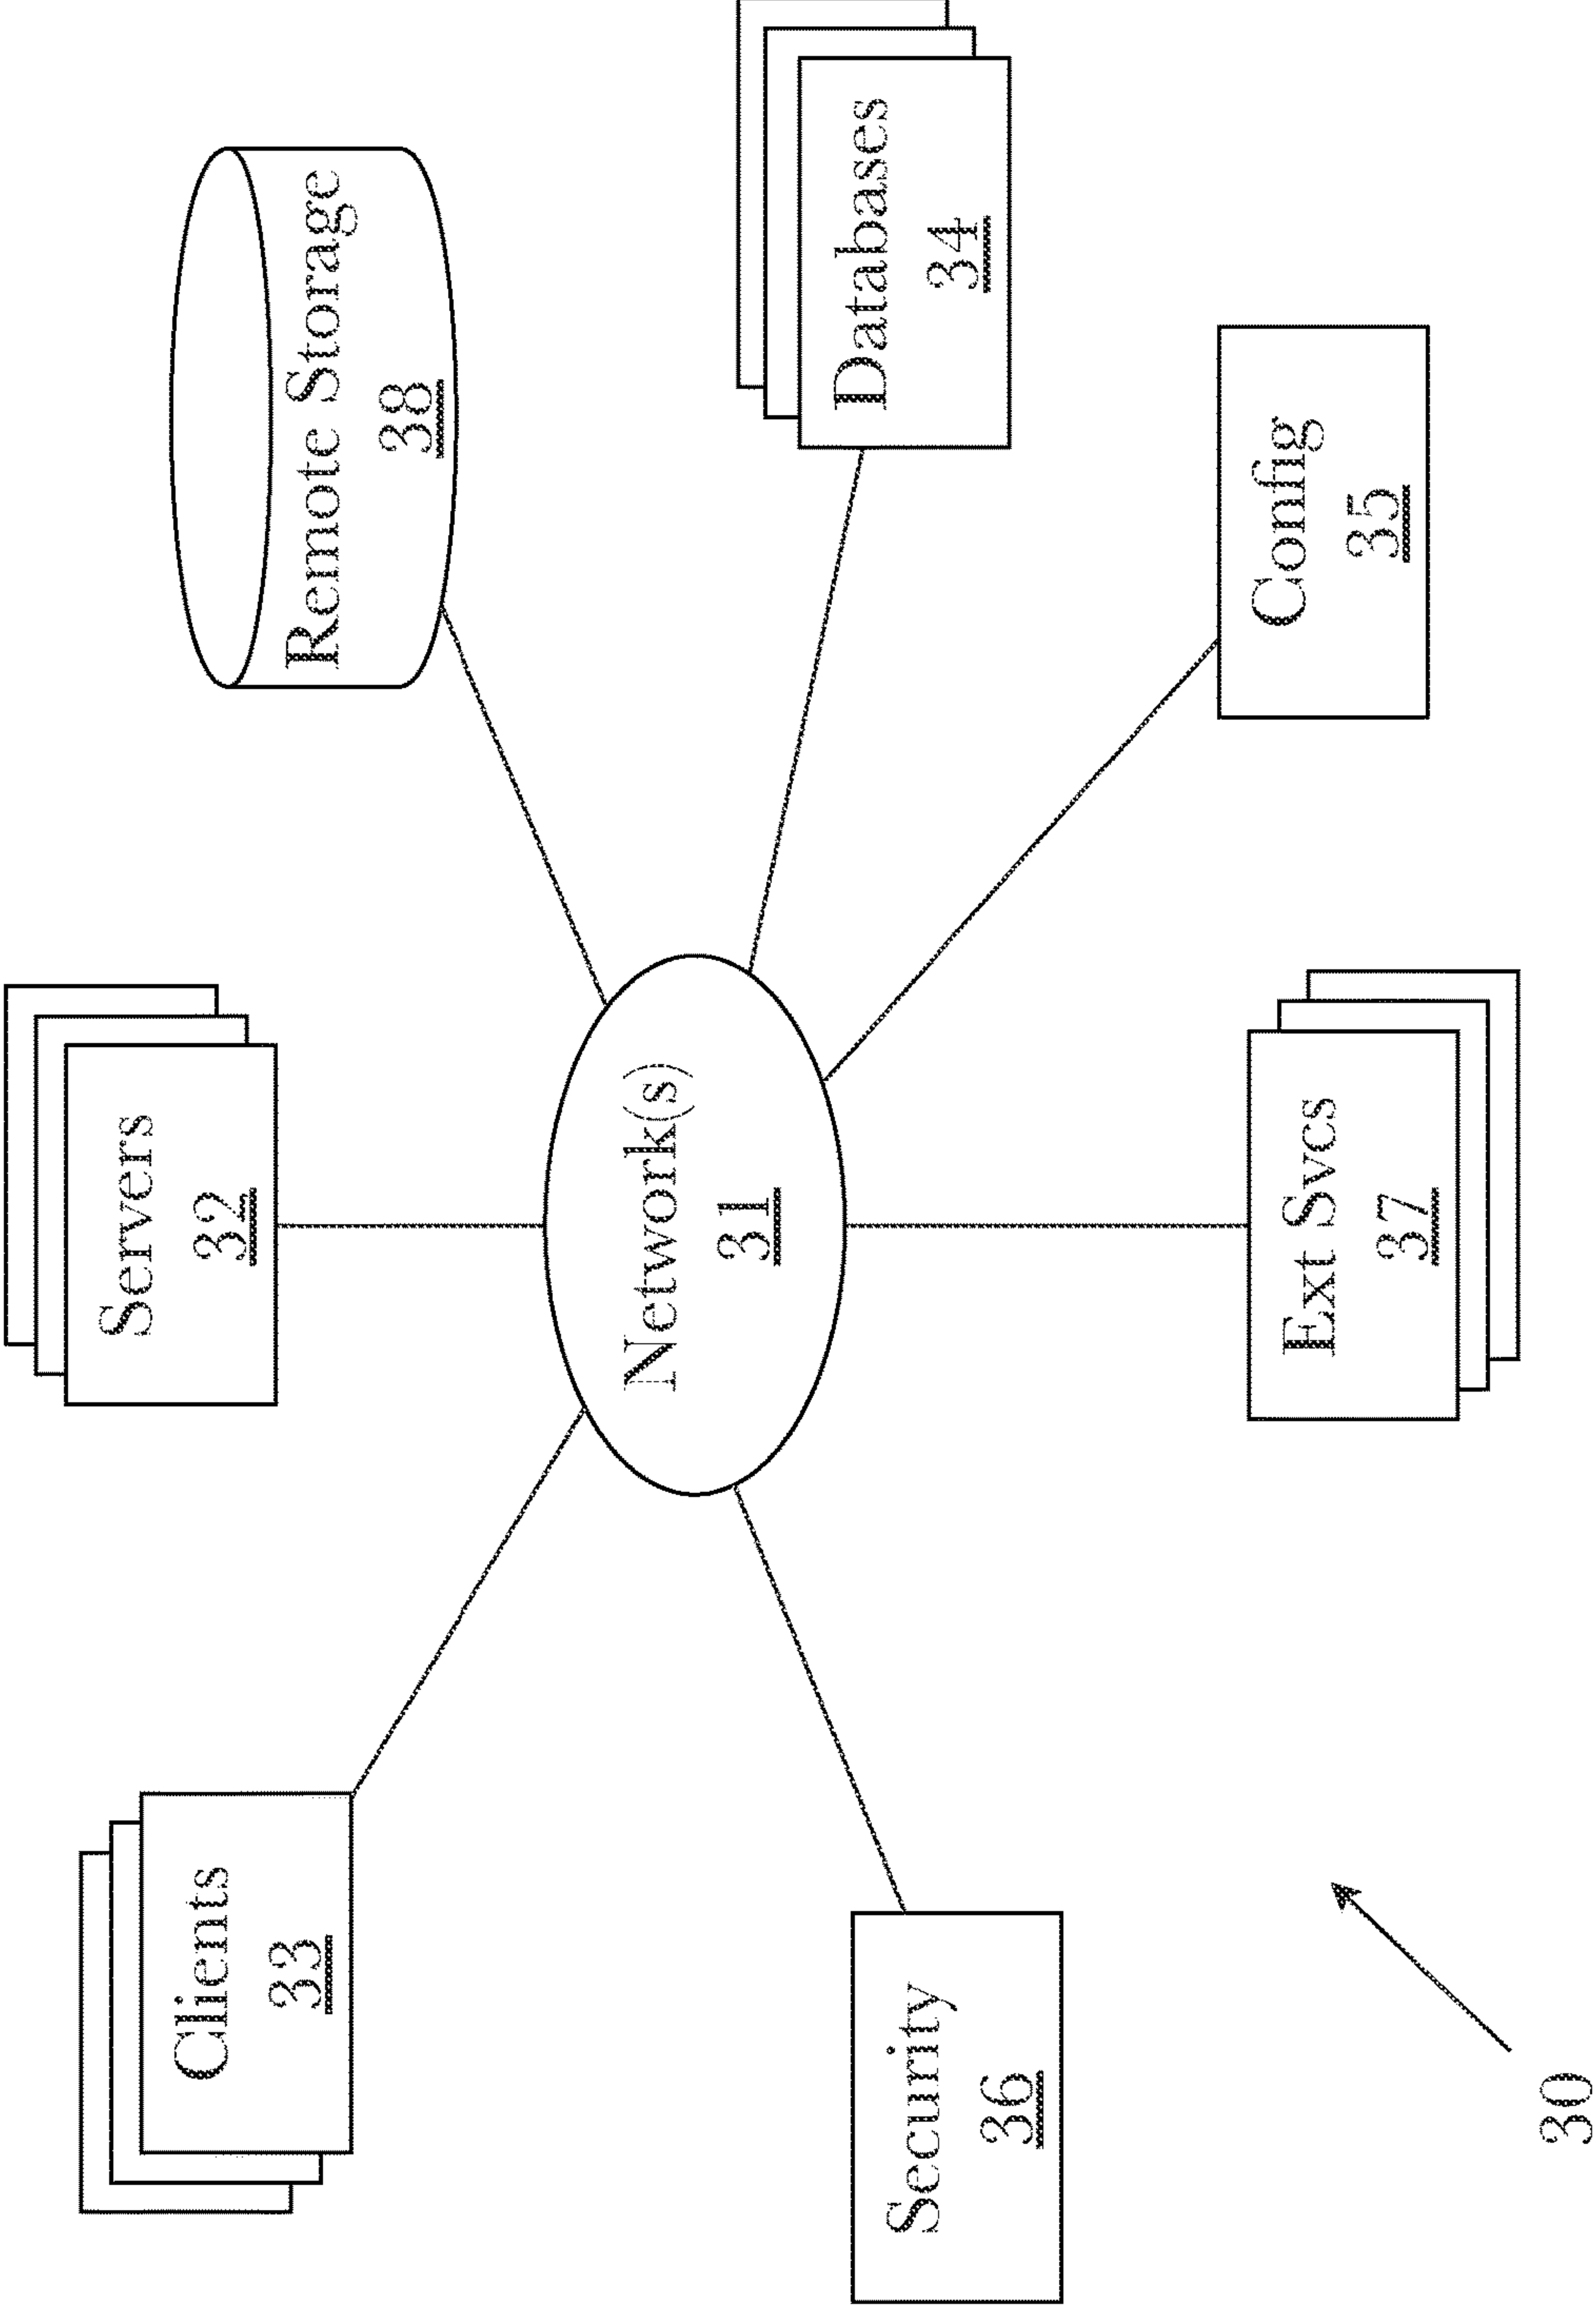 Servers
32
Clients
33
Remote Storage
38
Network(s)
31
Databases
34
Security
36
Config
35
Ext Svcs
37
30